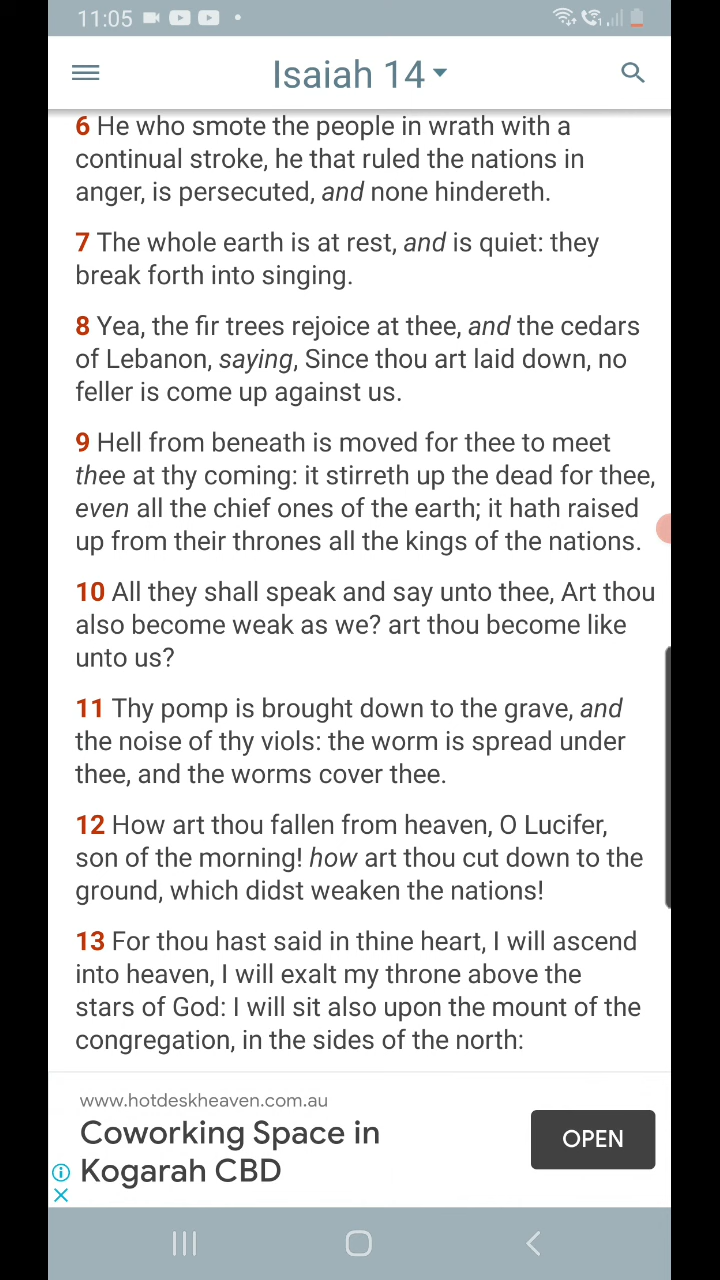 11:05
Isaiah 14
6 He who smote the people in wrath with a
continual stroke, he that ruled the nations in
anger, is persecuted, and none hindereth.
7 The whole earth is at rest, and is quiet: they
break forth into singing.
8 Yea, the fir trees rejoice at thee, and the cedars
of Lebanon, saying, Since thou art laid down, no
feller is come up against us.
9 Hell from beneath is moved for thee to meet
thee at thy coming: it stirreth up the dead for thee,
even all the chief ones of the earth; it hath raised
up from their thrones all the kings of the nations.
10 All they shall speak and say unto thee, Art thou
also become weak as we? art thou become like
unto us?
11 Thy pomp is brought down to the grave, and
the noise of thy viols: the worm is spread under
thee, and the worms cover thee.
12 How art thou fallen from heaven, O Lucifer,
son of the morning! how art thou cut down to the
ground, which didst weaken the nations!
13 For thou hast said in thine heart, I will ascend
into heaven, I will exalt my throne above the
stars of God: I will sit also upon the mount of the
congregation, in the sides of the north:
www.hotdeskheaven.com.au
Coworking Space in
Kogarah CBD
OPEN